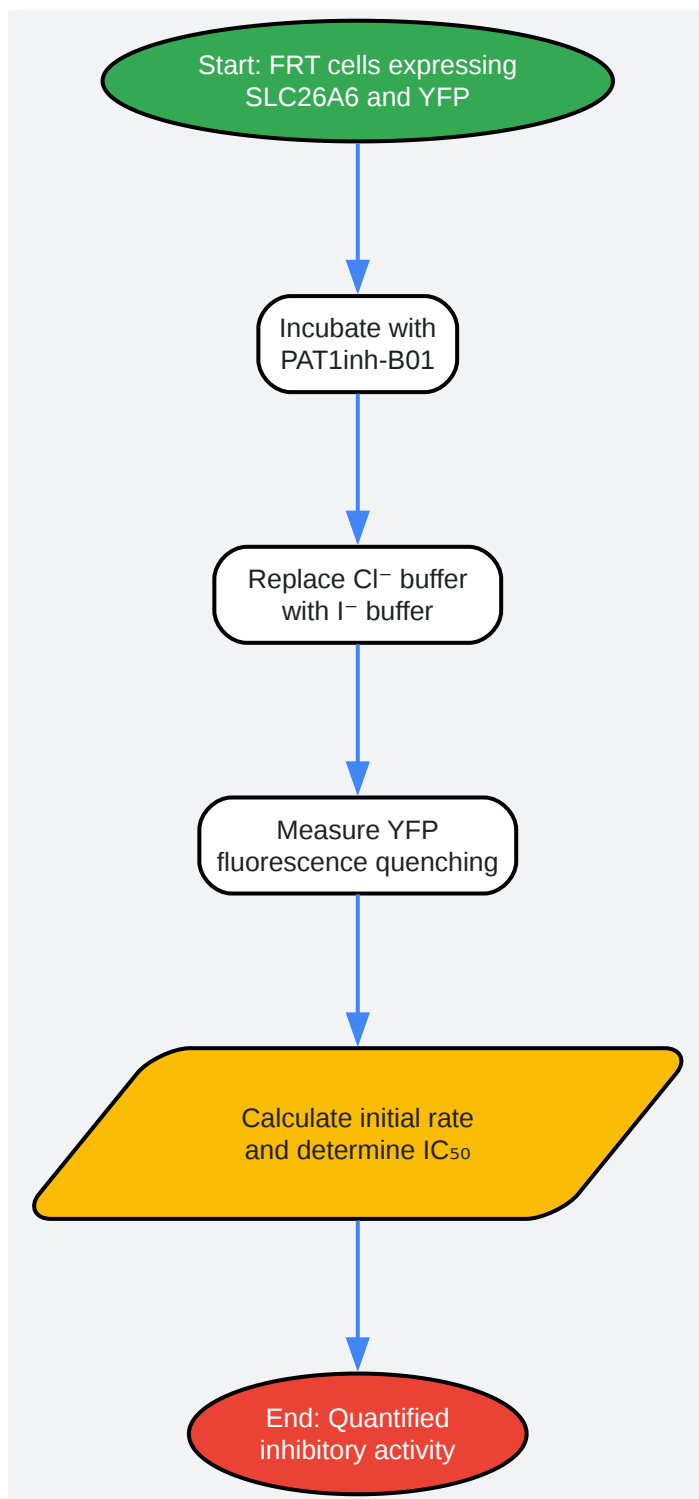 Start: FRT cells expressing
SLC26A6 and YFP
Incubate with
PAT1inh-B01
Replace Cl⁻ buffer
with I⁻ buffer
Measure YFP
fluorescence quenching
Calculate initial rate
and determine IC₅₀
End: Quantified
inhibitory activity